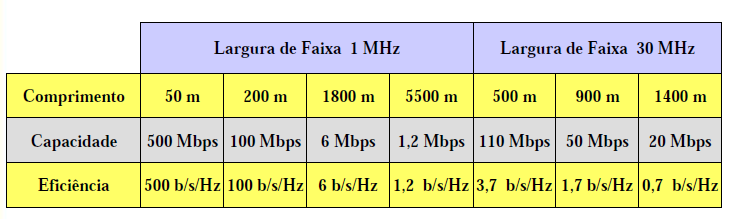 Largura de Faixa 1 MHz Largura de Faixa 30 MHz
Comprimento 50 m 200 m 1800 m 5500 m 500 m 900 m 1400 m
Capacidade 500 Mbps 100 Mbps 6 Mbps 1,2 Mbps 110 Mbps 50 Mbps 20 Mbps
Eficiência 500 b/s/Hz 100 b/s/Hz 6 b/s/Hz 1,2 b/s/Hz 3,7 b/s/Hz 1,7 b/s/Hz 0,7 b/s/Hz